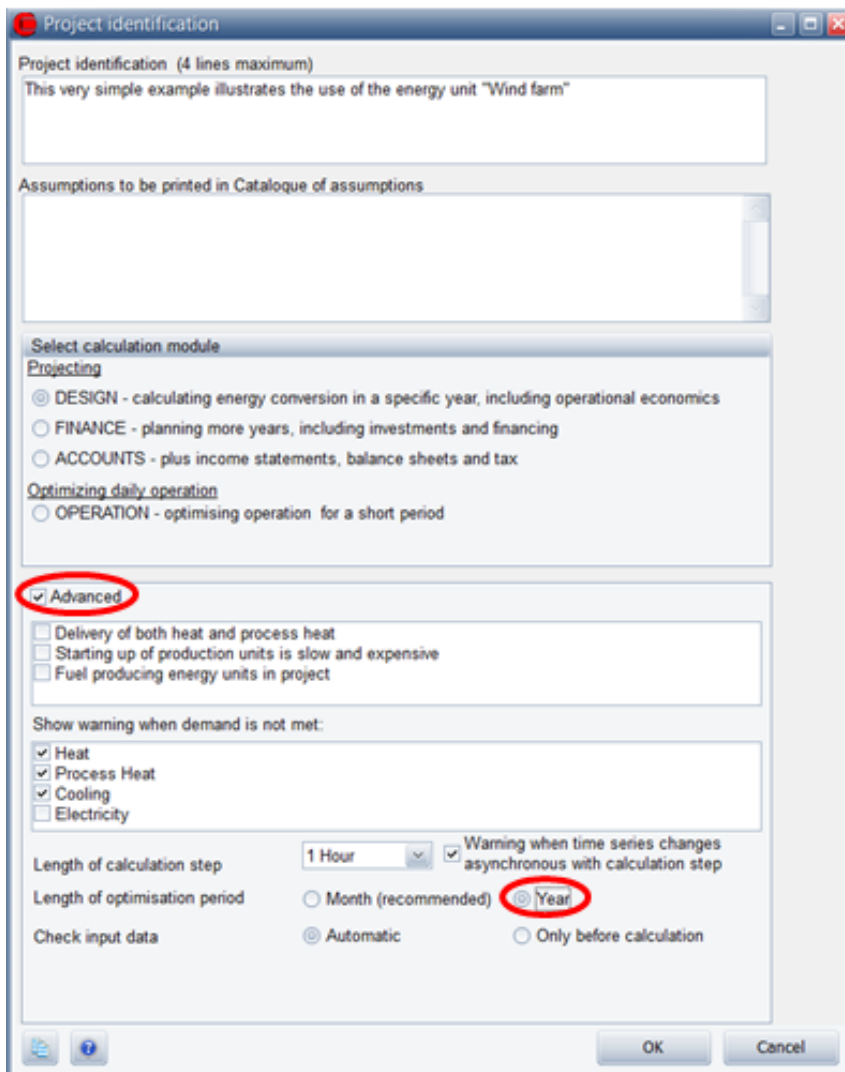 Project identification
Project identification (4 lines maximum)
This very simple example illustrates the use of the energy unit "Wind farm"
Assumptions to be printed in Cataloque of assumptions
Select calculation module
Projecting
DESIGN - calculating energy conversion in a specific year, including operational economics
FINANCE - planning more years, including investments and financing
ACCOUNTS - plus income statements, balance sheets and tax
Optimizing daily operation
OPERATION - optimising operation for a short period
Advanced
Delivery of both heat and process heat
Starting up of production units is slow and expensive
Fuel producing energy units in project
Show warning when demand is not met:
Heat
Process Heat
Cooling
Electricity
Length of calculation step 1 Hour Warning when time series changes
asynchronous with calculation step
Length of optimisation period Month (recommended) Year
Check input data Automatic Only before calculation
OK Cancel